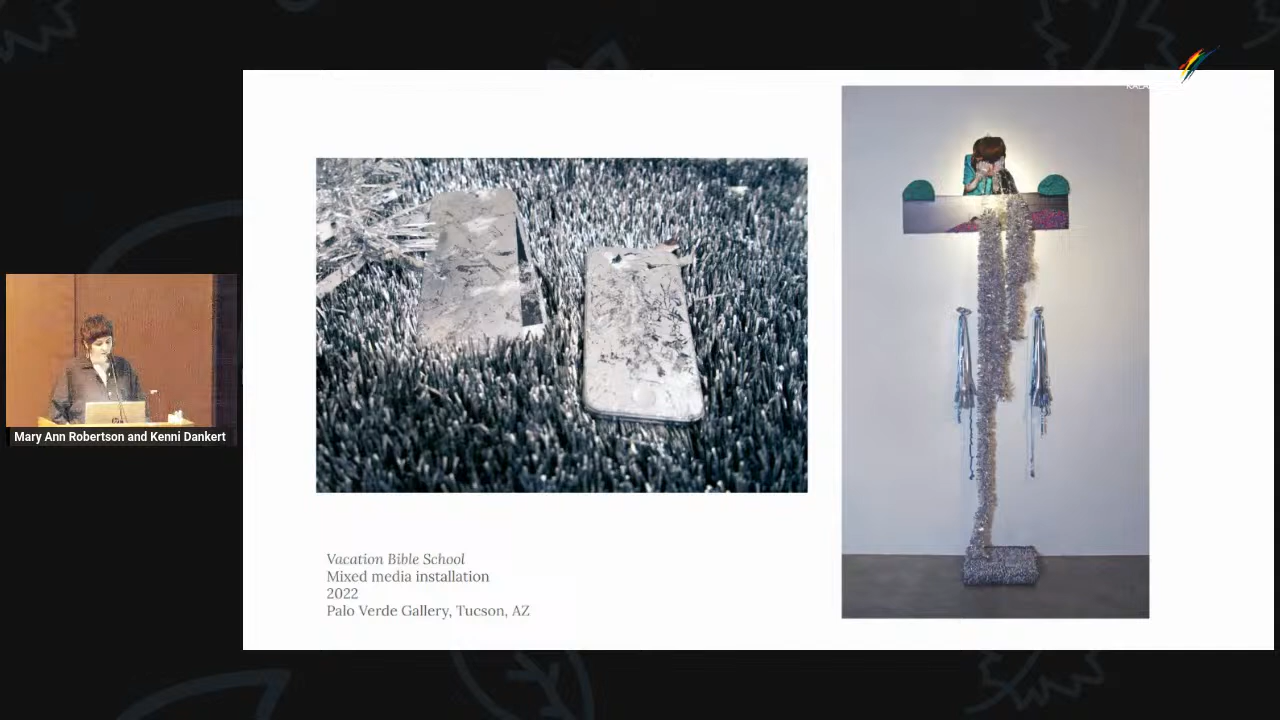 Mary Ann Robertson and Kenni Dankert
Vacation Bible School
Mixed media installation
2022
Palo Verde Gallery, Tucson, AZ